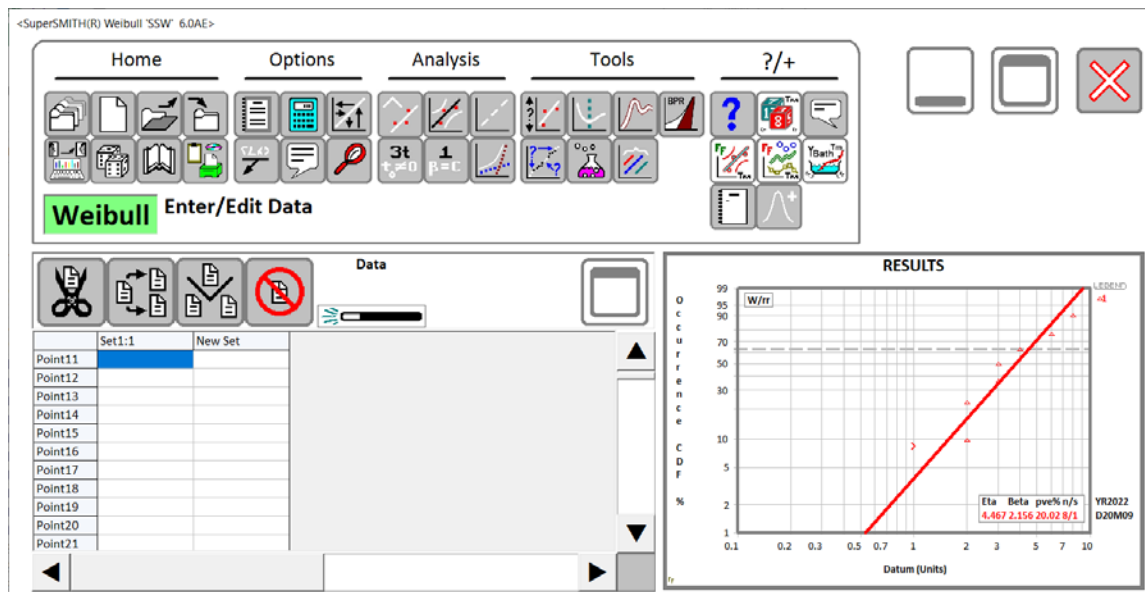 <SuperSMITH(R) Weibull 'SSW' 6.0AE>
Home Options Analysis Tools ?/+
BPR
3t
t₀≠0
1
β=C
Weibull Enter/Edit Data
Data
Set1:1 New Set
Point11
Point12
Point13
Point14
Point15
Point16
Point17
Point18
Point19
Point20
Point21
RESULTS
LEGEND
W/rr
Occurrence CDF %
99
95
90
70
50
30
10
5
2
1
Eta Beta pve% n/s
4.467 2.156 20.02 8/1
YR2022
D20M09
0.1 0.2 0.3 0.5 0.7 1 2 3 5 7 10
Datum (Units)